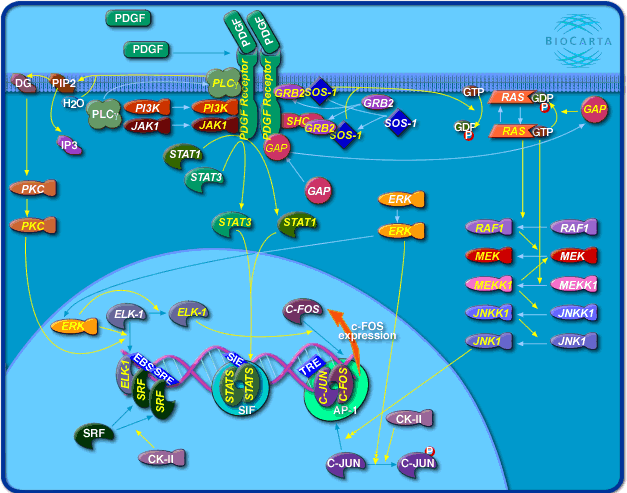 PDGF
PDGF
PDGF
PDGF
BIOCARTA
PDGF Receptor
PDGF Receptor
DG
PIP2
H2O
IP3
PLCγ
PLCγ
PI3K
PI3K
JAK1
JAK1
GRB2
SOS-1
GRB2
SOS-1
SHC
GRB2
SOS-1
GAP
GAP
GTP
GDP
P
RAS
GDP
P
RAS
GTP
GAP
STAT1
STAT3
STAT3
STAT1
PKC
PKC
ERK
ERK
RAF1
RAF1
MEK
MEK
MEKK1
MEKK1
JNKK1
JNKK1
JNK1
JNK1
ERK
ELK-1
ELK-1
C-FOS
c-FOS
expression
ELK-1
EBS-SRE
SRF
SRF
SIE
STATS
STATS
SIF
TRE
C-JUN
C-FOS
AP-1
SRF
CK-II
CK-II
C-JUN
C-JUN
P